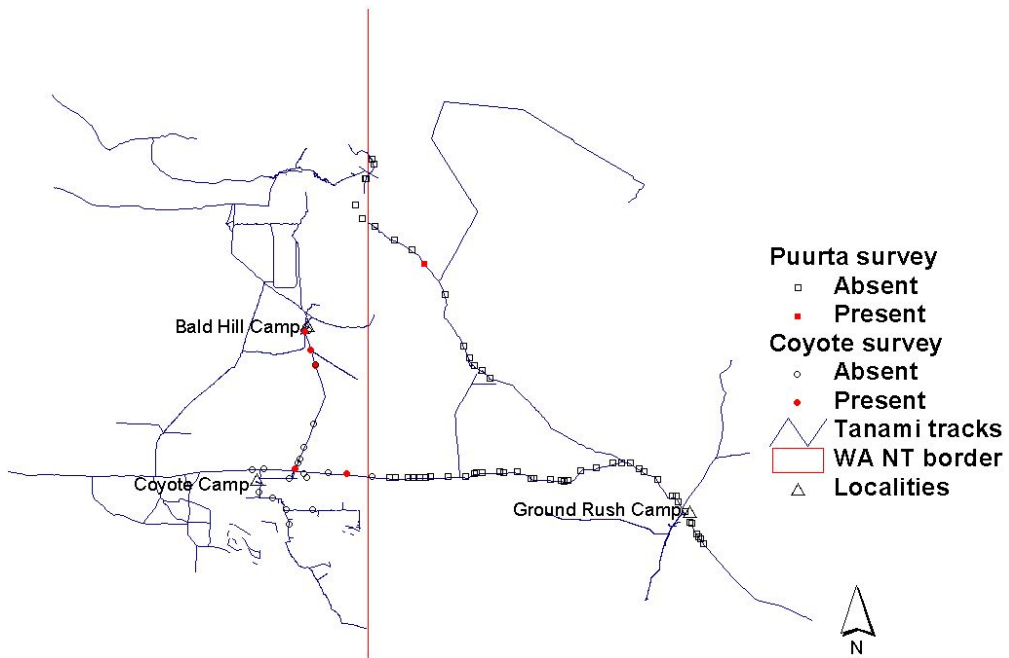 Puurta survey
Absent
Present
Coyote survey
Absent
Present
Tanami tracks
WA NT border
Localities
Bald Hill Camp
Coyote Camp
Ground Rush Camp
N